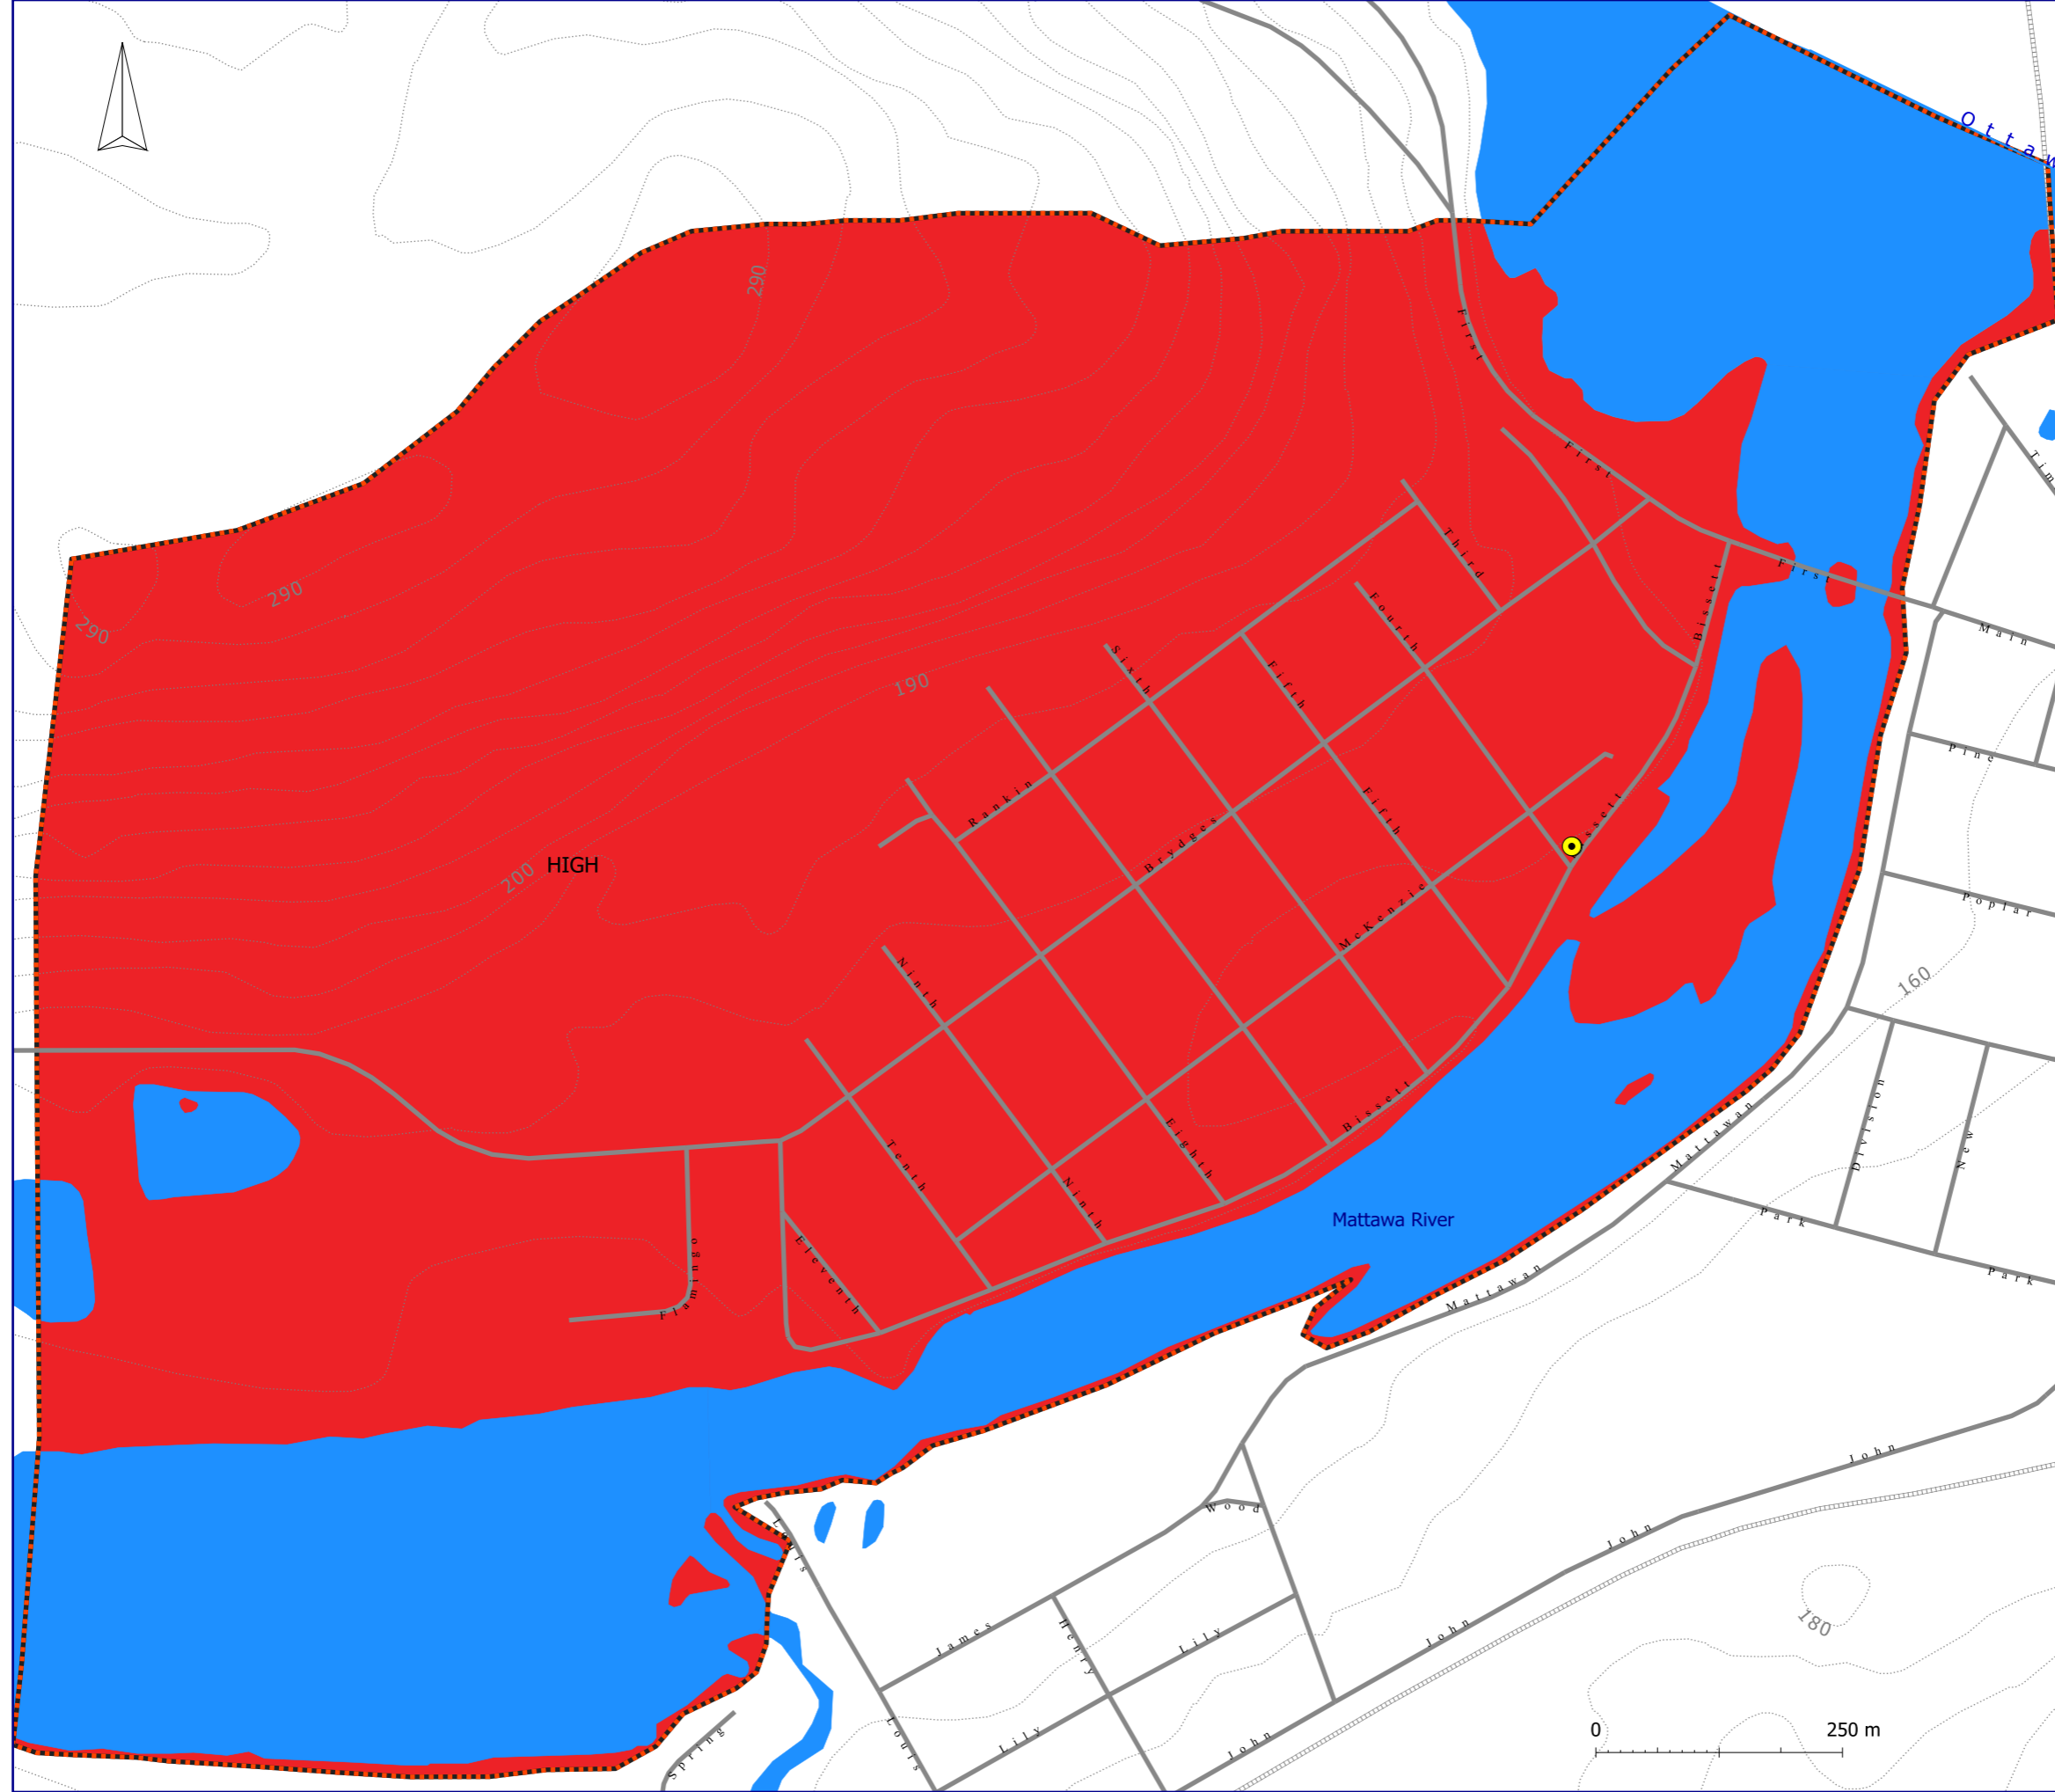 Ottaw
290
First
First
Third
First
Bissett
Tim
290
290
Fourth
Main
Sixth
Fifth
190
Pine
Rankin
Fifth
Brydges
ssett
HIGH
200
McKenzie
Poplar
Ninth
160
Bissett
Eighth
Division
New
Mattawan
Tenth
Ninth
Mattawa River
Park
Eleventh
Flamingo
Mattawan
Park
John
Wood
Louis
John
James
Henry
Lily
John
180
Louis
Lily
John
Spring
0
250 m